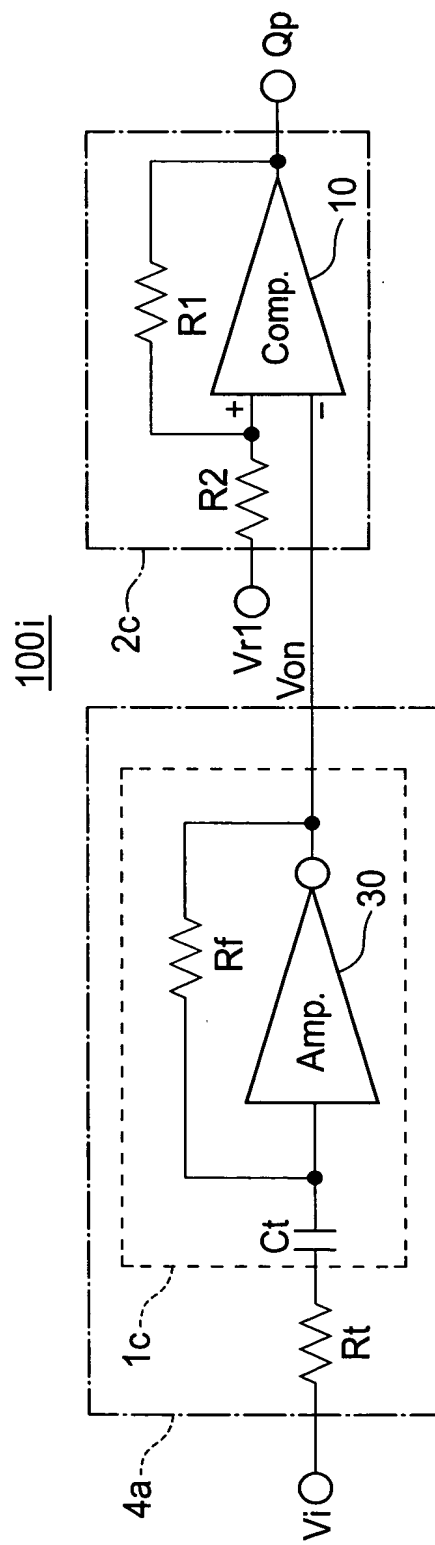 100i
4a
1c
Vi
Rt
Ct
Rf
Amp.
30
Von
2c
Vr1
R2
R1
+
−
Comp.
10
Qp